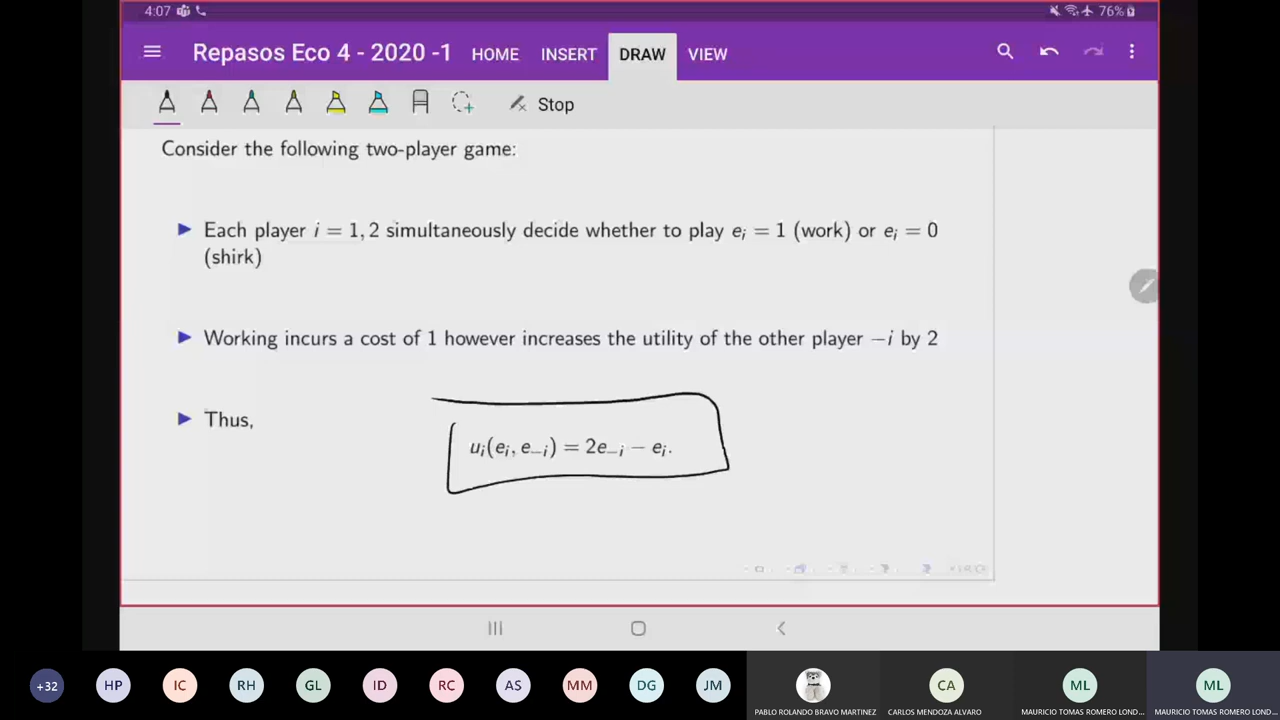 4:07 76%
Repasos Eco 4 - 2020 -1 HOME INSERT DRAW VIEW
Stop
Consider the following two-player game:
▶ Each player i = 1, 2 simultaneously decide whether to play eᵢ = 1 (work) or eᵢ = 0
(shirk)
▶ Working incurs a cost of 1 however increases the utility of the other player −i by 2
▶ Thus,
uᵢ(eᵢ, e₋ᵢ) = 2e₋ᵢ − eᵢ.
+32 HP IC RH GL ID RC AS MM DG JM CA ML ML
PABLO ROLANDO BRAVO MARTINEZ CARLOS MENDOZA ALVARO MAURICIO TOMAS ROMERO LOND... MAURICIO TOMAS ROMERO LOND...